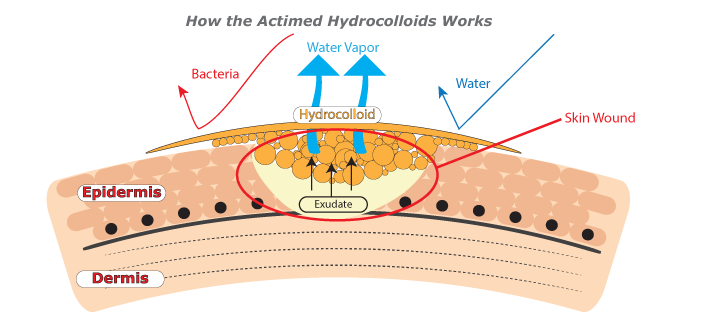 How the Actimed Hydrocolloids Works
Water Vapor
Bacteria
Water
Hydrocolloid
Skin Wound
Epidermis
Exudate
Dermis